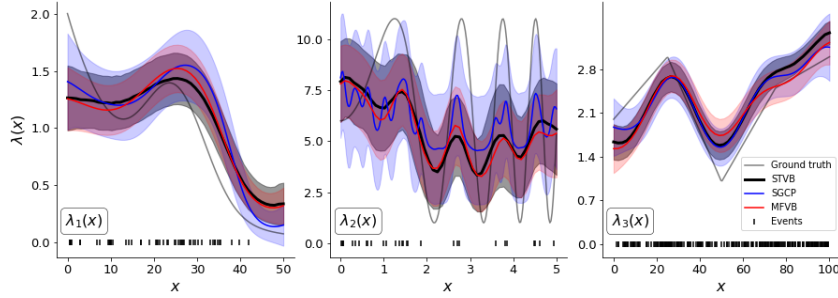 λ(x)
2.0
1.5
1.0
0.5
0.0
λ₁(x)
0 10 20 30 40 50
x
10.0
7.5
5.0
2.5
0.0
λ₂(x)
0 1 2 3 4 5
x
2.8
2.1
1.4
0.7
0.0
λ₃(x)
Ground truth
STVB
SGCP
MFVB
Events
0 20 40 60 80 100
x